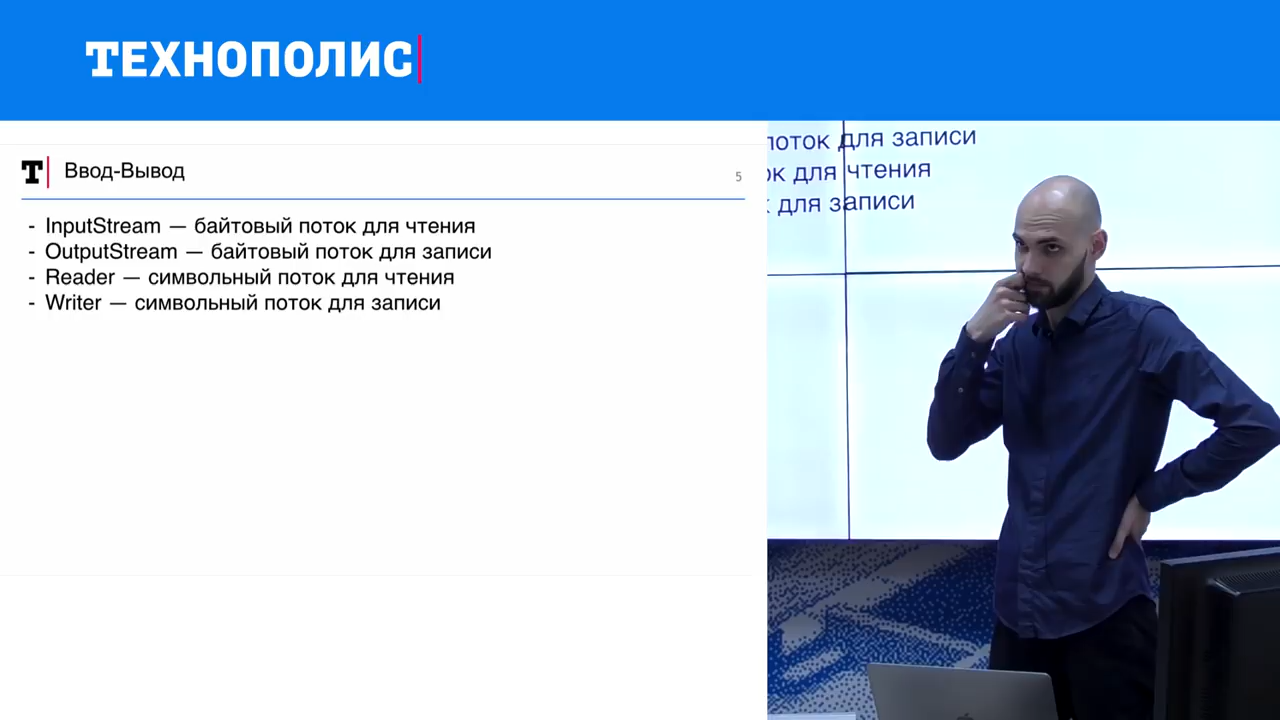 ТЕХНОПОЛИС
Т Ввод-Вывод
5
- InputStream — байтовый поток для чтения
- OutputStream — байтовый поток для записи
- Reader — символьный поток для чтения
- Writer — символьный поток для записи
поток для записи
для чтения
для записи